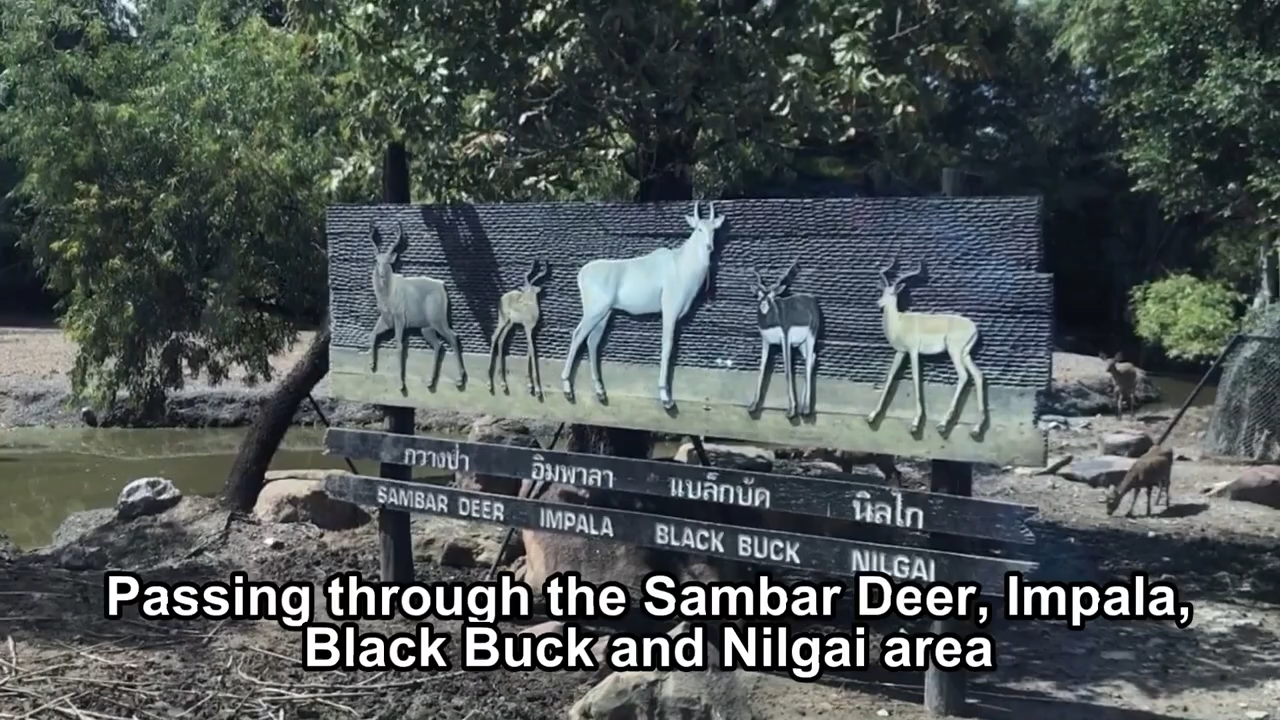 กวางป่า อิมพาลา แบล็กบัค นิลไก
SAMBAR DEER IMPALA BLACK BUCK NILGAI
Passing through the Sambar Deer, Impala,
Black Buck and Nilgai area